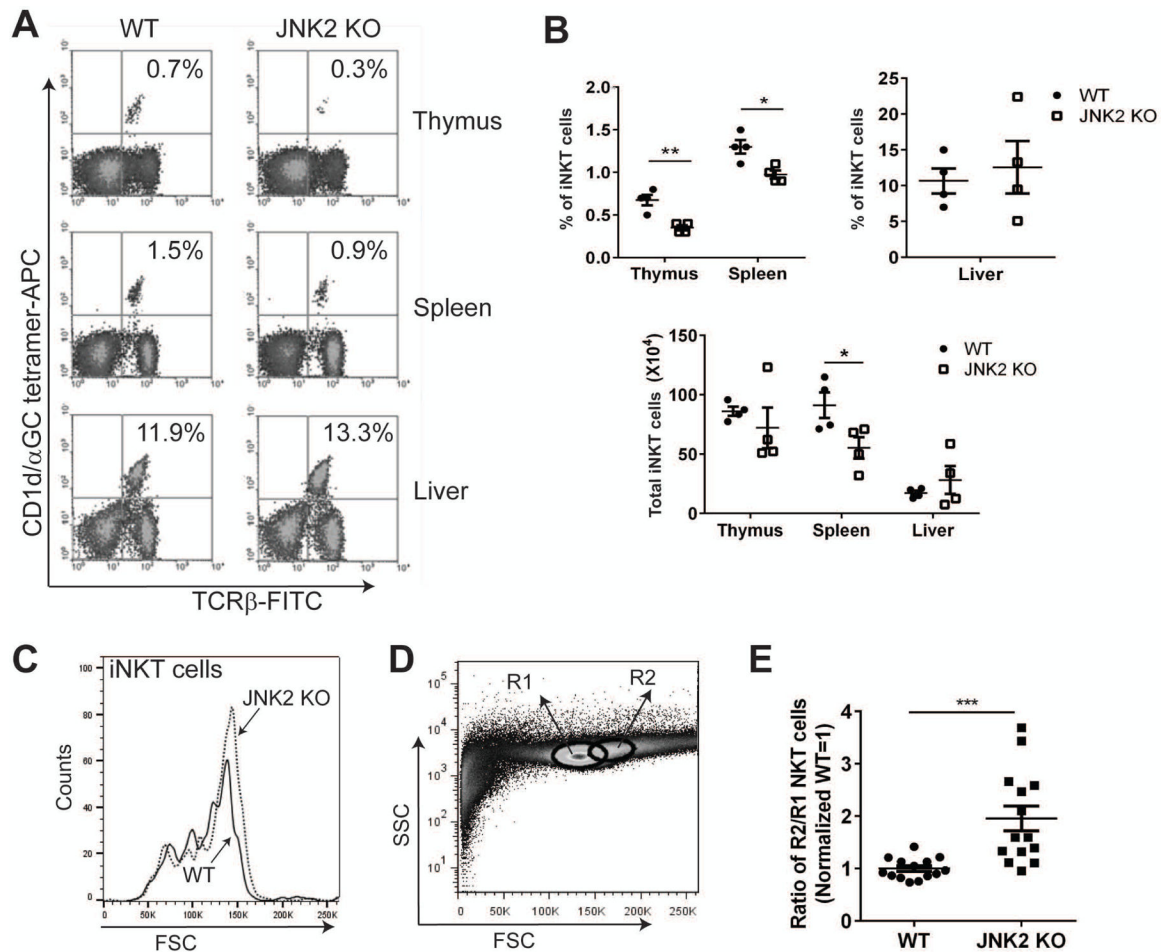 A
WT JNK2 KO
0.7% 0.3%
Thymus
1.5% 0.9%
Spleen
11.9% 13.3%
Liver
CD1d/αGC tetramer-APC
TCRβ-FITC
10⁰ 10¹ 10² 10³ 10⁴
B
% of iNKT cells
2.0
1.5
1.0
0.5
0.0
**
*
Thymus Spleen
% of iNKT cells
25
20
15
10
5
0
Liver
WT
JNK2 KO
Total iNKT cells (X10⁴)
150
100
50
0
*
Thymus Spleen Liver
WT
JNK2 KO
C
iNKT cells
JNK2 KO
WT
Counts
100
80
60
40
20
0
0 50K 100K 150K 200K 250K
FSC
D
R1 R2
SSC
10⁵
10⁴
10³
10²
10¹
0 50K 100K 150K 200K 250K
FSC
E
Ratio of R2/R1 NKT cells
(Normalized WT=1)
4
3
2
1
0
***
WT JNK2 KO